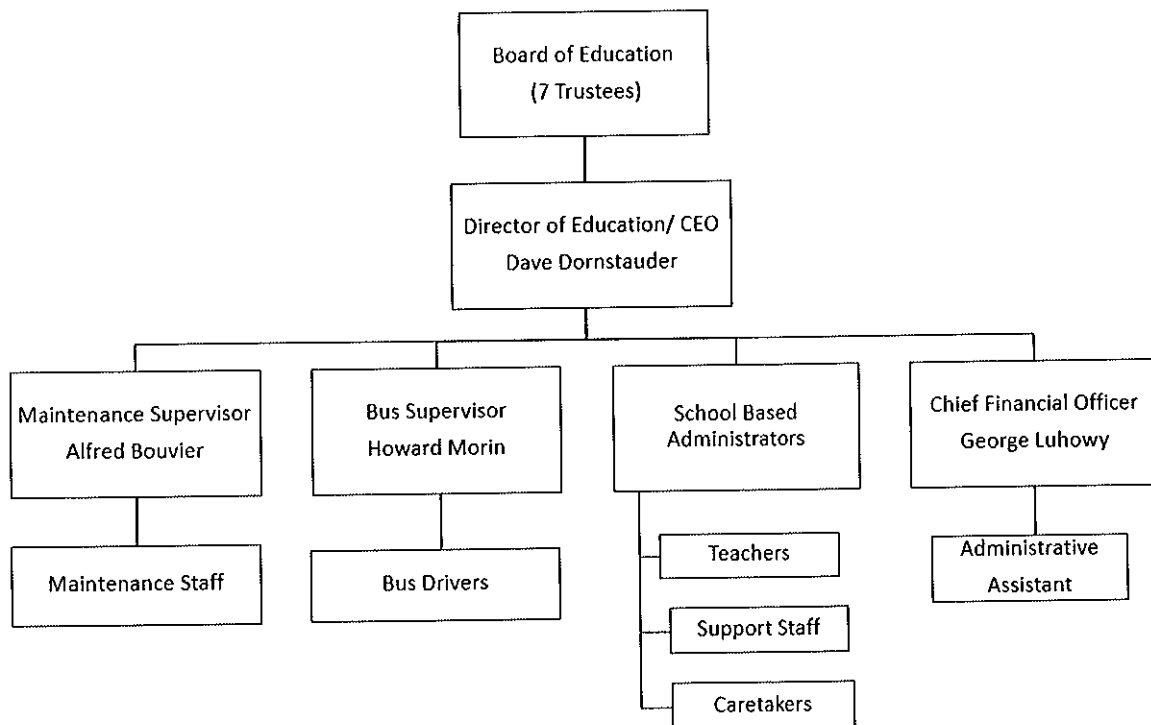 Board of Education
(7 Trustees)
Director of Education/ CEO
Dave Dornstauder
Maintenance Supervisor
Alfred Bouvier
Bus Supervisor
Howard Morin
School Based
Administrators
Chief Financial Officer
George Luhowy
Maintenance Staff
Bus Drivers
Teachers
Support Staff
Caretakers
Administrative
Assistant